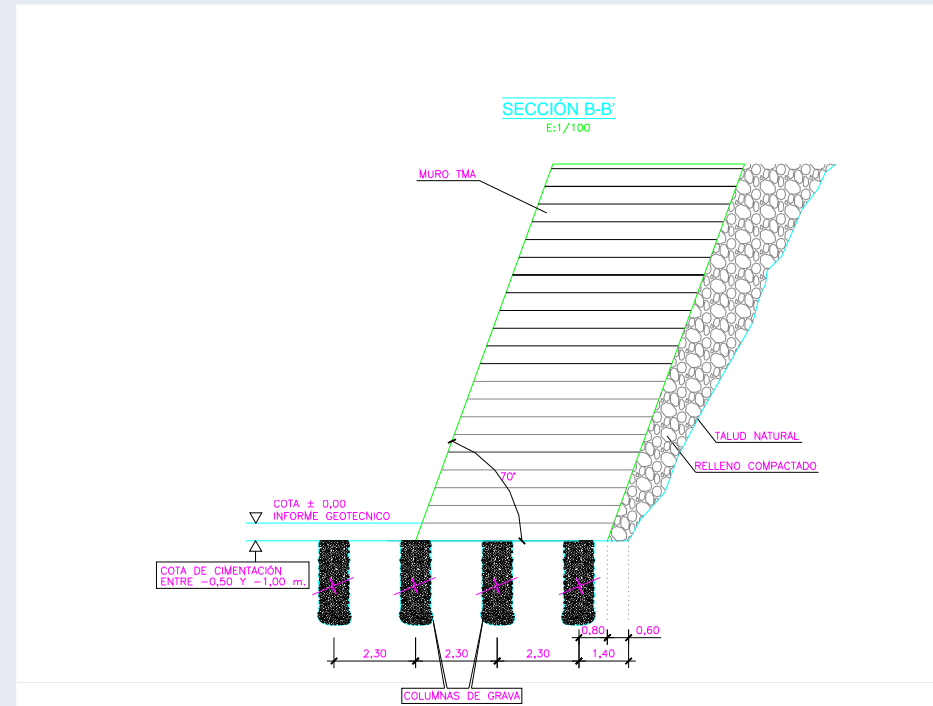 SECCIÓN B-B'
E:1/100
MURO TMA
TALUD NATURAL
RELLENO COMPACTADO
70°
COTA ± 0,00
INFORME GEOTECNICO
COTA DE CIMENTACIÓN
ENTRE -0,50 Y -1,00 m.
0,80 0,60
2,30 2,30 2,30 1,40
COLUMNAS DE GRAVA